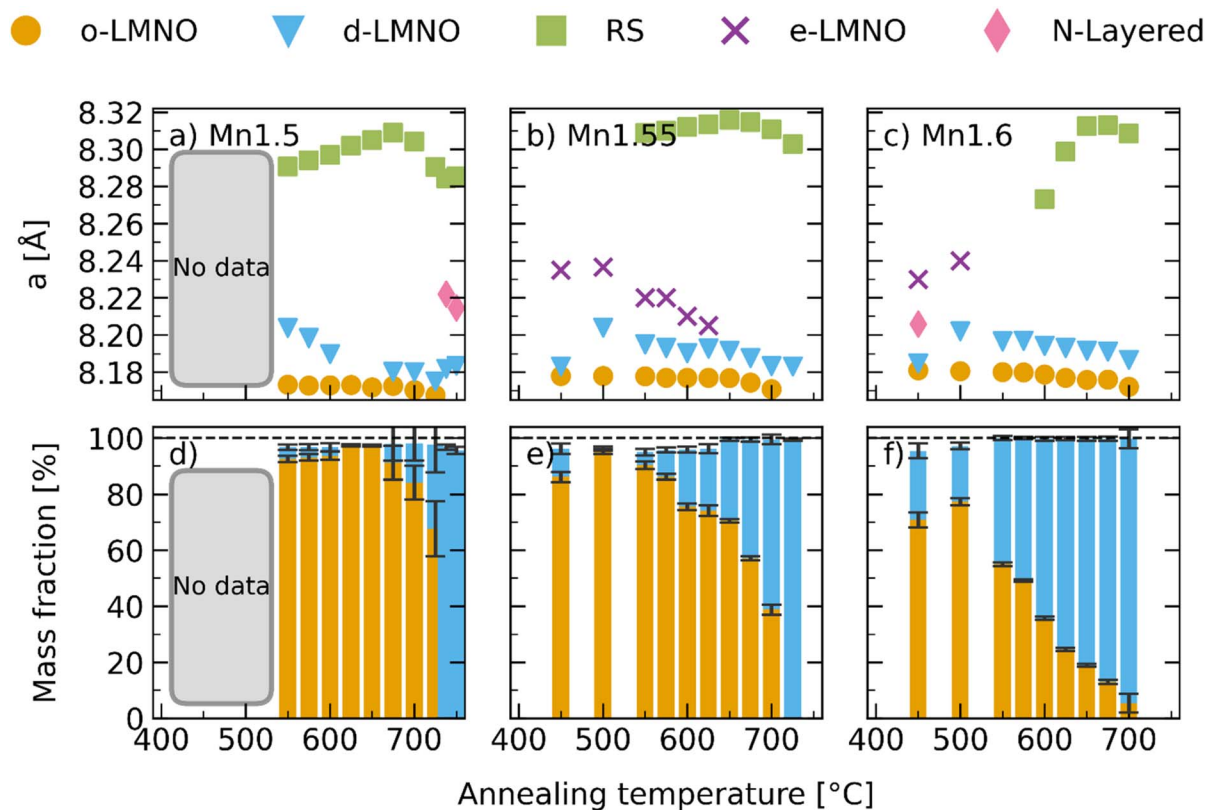 o-LMNO d-LMNO RS e-LMNO N-Layered
8.32
8.30
8.28
8.26
8.24
8.22
8.20
8.18
a [Å]
a) Mn1.5
No data
b) Mn1.55
c) Mn1.6
100
80
60
40
20
0
Mass fraction [%]
d)
No data
e)
f)
400 500 600 700 400 500 600 700 400 500 600 700
Annealing temperature [°C]